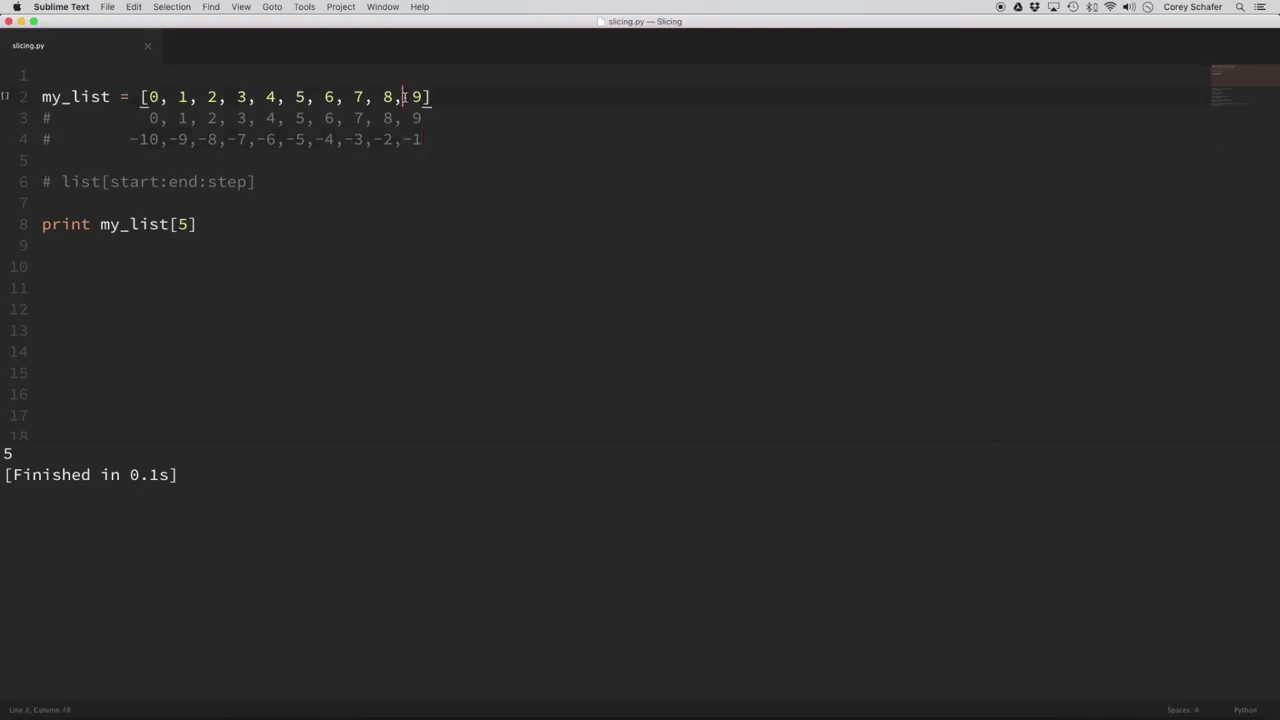 Sublime Text File Edit Selection Find View Goto Tools Project Window Help Corey Schafer
slicing.py — Slicing
slicing.py
1
2 my_list = [0, 1, 2, 3, 4, 5, 6, 7, 8, 9]
3 # 0, 1, 2, 3, 4, 5, 6, 7, 8, 9
4 # -10,-9,-8,-7,-6,-5,-4,-3,-2,-1
5
6 # list[start:end:step]
7
8 print my_list[5]
9
10
11
12
13
14
15
16
17
18
5
[Finished in 0.1s]
Line 2, Column 48 Spaces: 4 Python